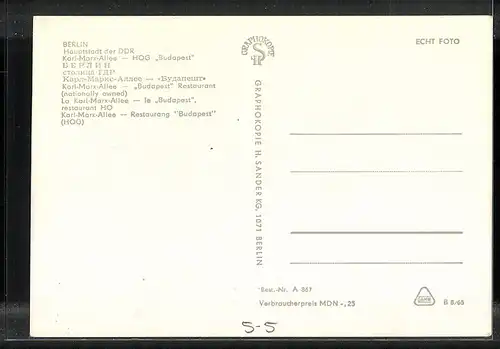 BERLIN
Hauptstadt der DDR
Karl-Marx-Allee — HOG „Budapest"
БЕРЛИН
столица ГДР
Карл-Маркс-Аллее — «Будапешт»
Karl-Marx-Allee — „Budapest" Restaurant
(nationally owned)
La Karl-Marx-Allee — le „Budapest",
restaurant HO
Karl-Marx-Allee — Restaurang "Budapest"
(HOG)
GRAPHOKOPIE
SH
GRAPHOKOPIE H. SANDER KG, 1071 BERLIN
ECHT FOTO
Best.-Nr. A 867
Verbraucherpreis MDN -,25
B 8/65
S-5